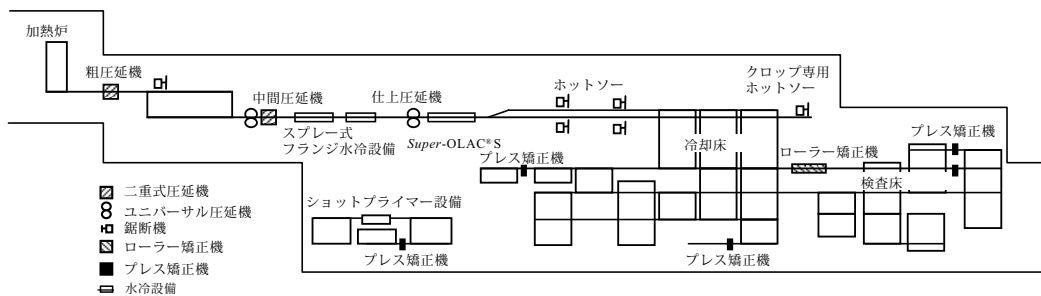 加熱炉
粗圧延機
中間圧延機
スプレー式
フランジ水冷設備
仕上圧延機
Super-OLAC®S
ホットソー
クロップ専用
ホットソー
冷却床
プレス矯正機
ローラー矯正機
プレス矯正機
検査床
ショットプライマー設備
プレス矯正機
プレス矯正機
二重式圧延機
ユニバーサル圧延機
鋸断機
ローラー矯正機
プレス矯正機
水冷設備